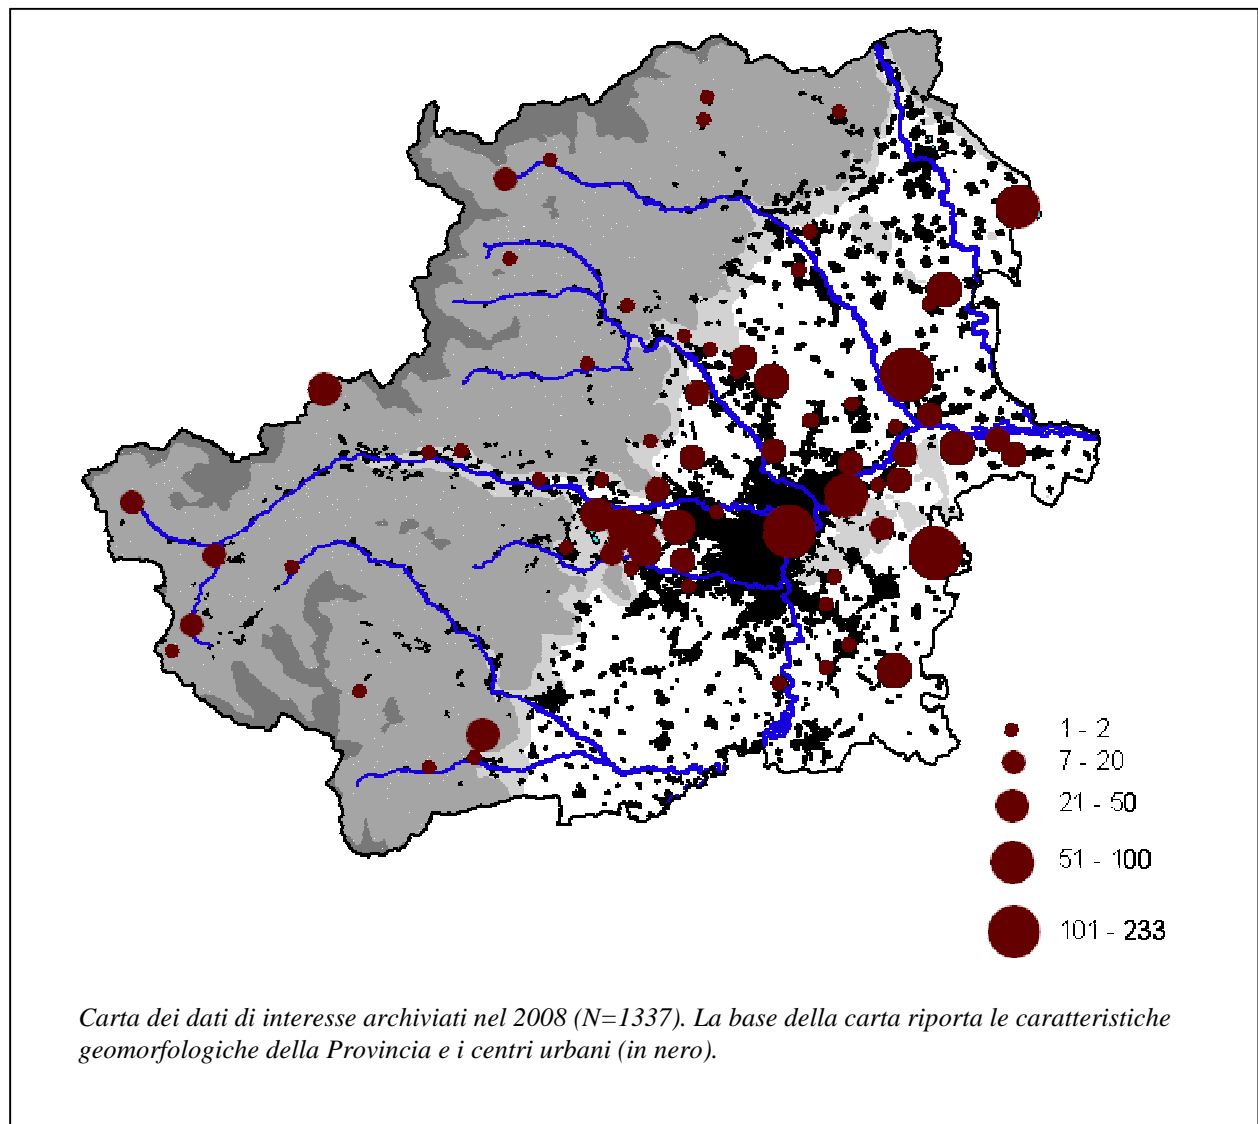 1 - 2
7 - 20
21 - 50
51 - 100
101 - 233
Carta dei dati di interesse archiviati nel 2008 (N=1337). La base della carta riporta le caratteristiche
geomorfologiche della Provincia e i centri urbani (in nero).